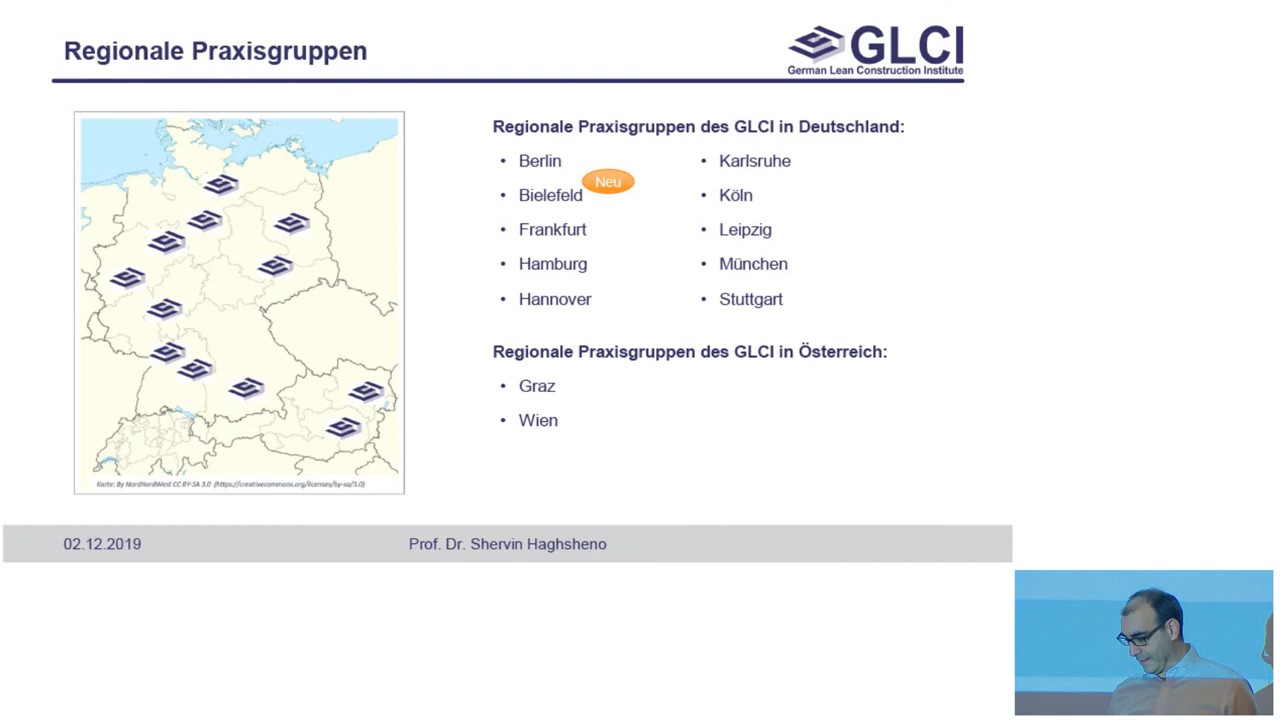 Regionale Praxisgruppen
GLCI
German Lean Construction Institute
Regionale Praxisgruppen des GLCI in Deutschland:
• Berlin
• Bielefeld
Neu
• Frankfurt
• Hamburg
• Hannover
• Karlsruhe
• Köln
• Leipzig
• München
• Stuttgart
Regionale Praxisgruppen des GLCI in Österreich:
• Graz
• Wien
Karte: By NordNordWest CC BY-SA 3.0 (https://creativecommons.org/licenses/by-sa/3.0)
02.12.2019
Prof. Dr. Shervin Haghsheno